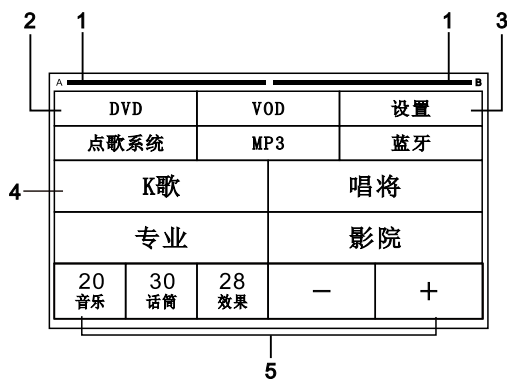 2 1 1 3
A B
DVD VOD 设置
点歌系统 MP3 蓝牙
4 K歌 唱将
专业 影院
20 30 28 － ＋
音乐 话筒 效果
5